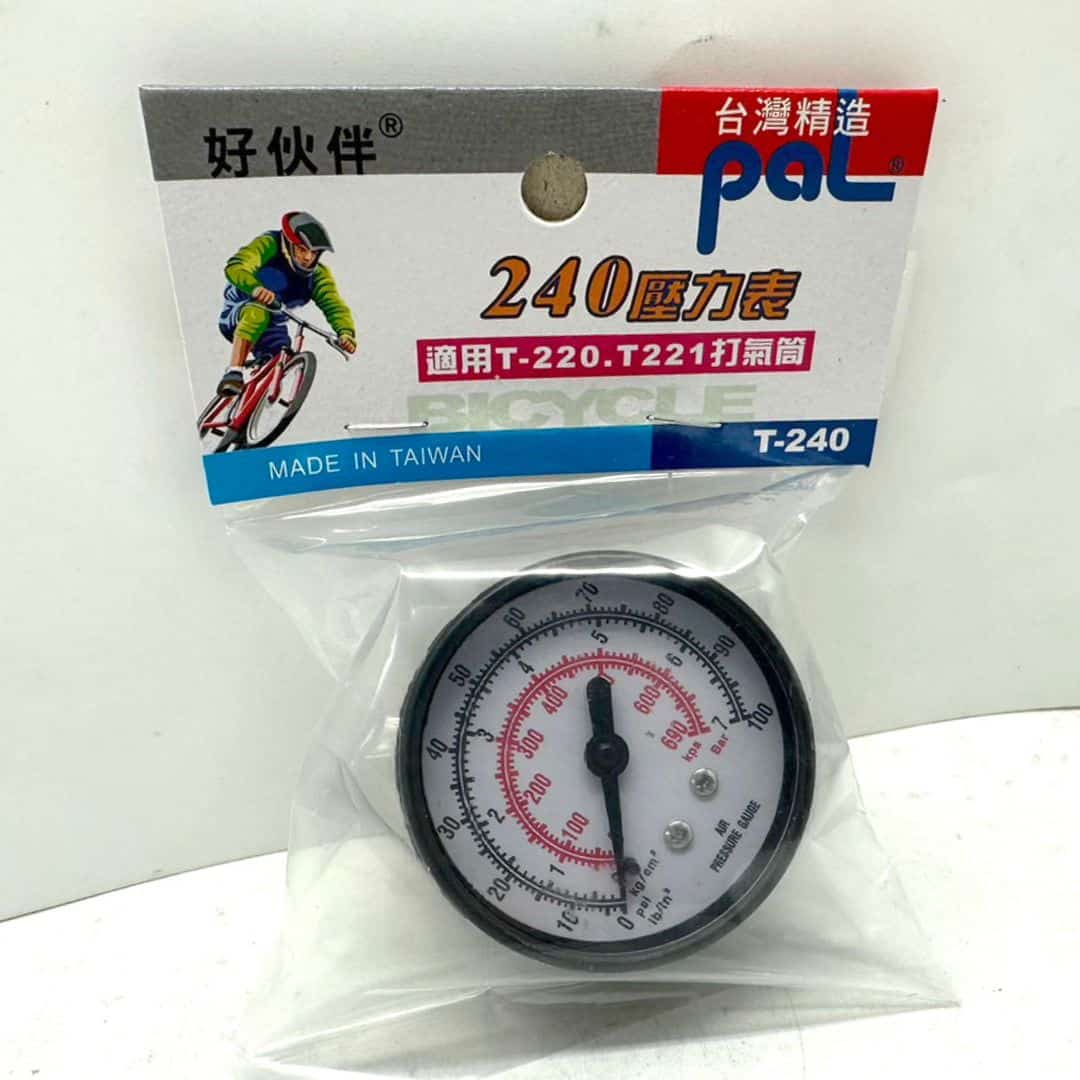 好伙伴®
台灣精造
paL®
240壓力表
適用T-220.T221打氣筒
BICYCLE
MADE IN TAIWAN
T-240
0 10 20 30 40 50 60 70 80 90 100
1 2 3 4 5 6 7
100 200 300 400 600 690
kps
Bar
AIR
PRESSURE GAUGE
kg/cm²
psi
lb/in²